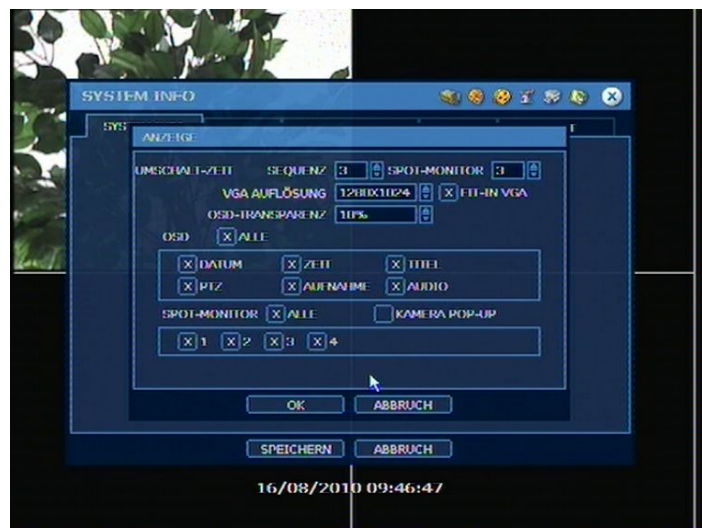 SYSTEM INFO
SYS
ANZEIGE
UMSCHALT-ZEIT SEQUENZ 3 SPOT-MONITOR 3
VGA AUFLÖSUNG 1280X1024 X FIT-IN VGA
OSD-TRANSPARENZ 10%
OSD X ALLE
X DATUM X ZEIT X TITEL
X PTZ X AUFNAHME X AUDIO
SPOT-MONITOR X ALLE KAMERA POP-UP
X 1 X 2 X 3 X 4
OK ABBRUCH
SPEICHERN ABBRUCH
16/08/2010 09:46:47